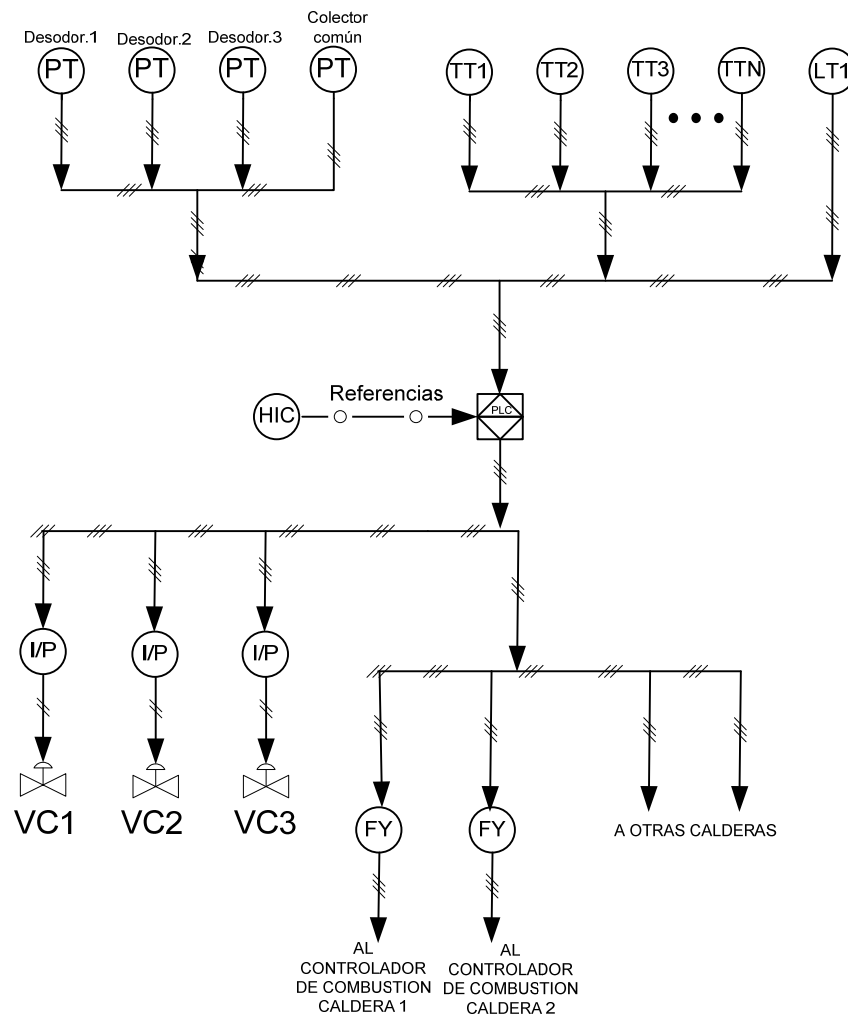 Desodor.1
Desodor.2
Desodor.3
Colector
común
PT
PT
PT
PT
TT1
TT2
TT3
TTN
LT1
HIC
Referencias
PLC
I/P
I/P
I/P
VC1
VC2
VC3
FY
FY
A OTRAS CALDERAS
AL
CONTROLADOR
DE COMBUSTION
CALDERA 1
AL
CONTROLADOR
DE COMBUSTION
CALDERA 2